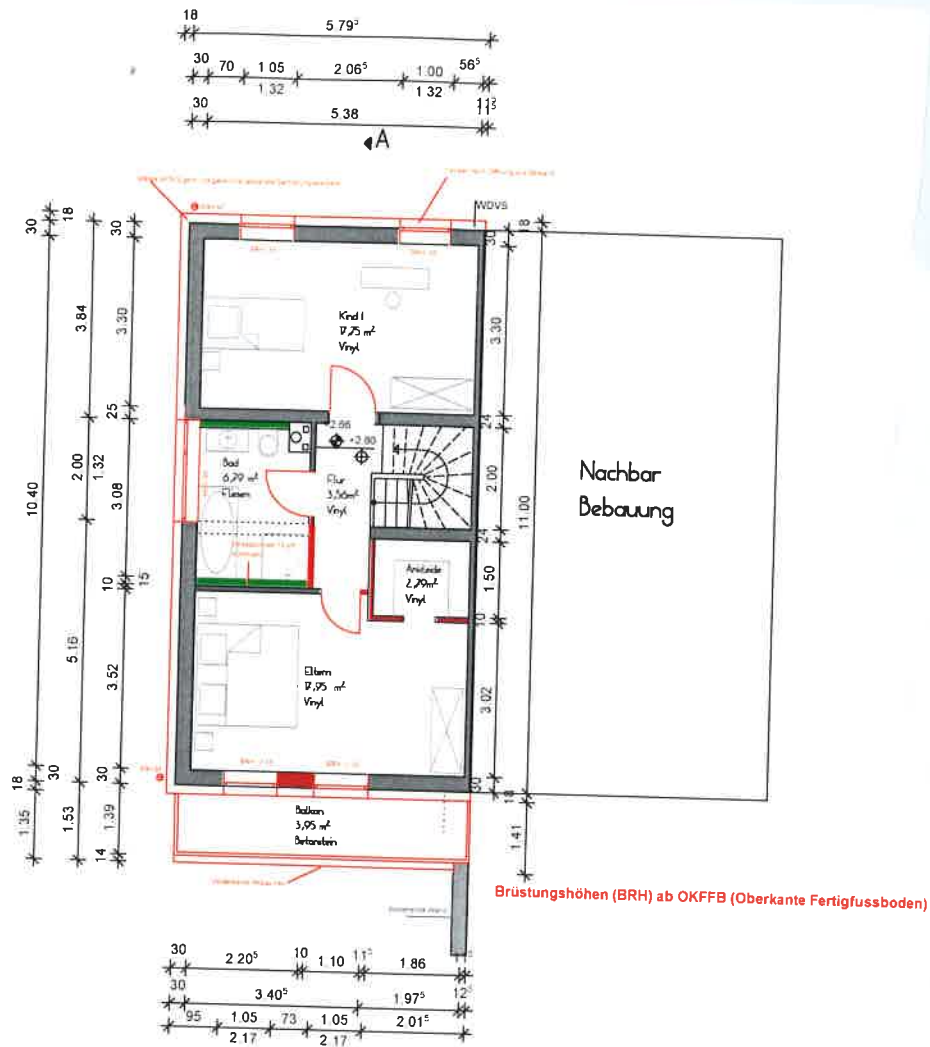 18
5 79⁵
30 70 1 05 2 06⁵ 1.00 56⁵
1.32 1 32
30 5.38 11⁵
A
WDVS
30
18
30
18
30
8
10 40
3.84
2 00
5.16
3.30
25
1.32
3.08
10
15
3.52
18
30
30
1.35
1.53
1.39
14
Kind 1
17,25 m²
Vinyl
+2.66
+2.80
Bad
6,29 m²
Fliesen
Flur
3,56m²
Vinyl
Ankleide
2,79m²
Vinyl
Eltern
17,95 m²
Vinyl
Balkon
3,95 m²
Betonstein
30
3.30
24
2.00
24
1 50
10
3.02
30
18
11.00
1.41
Nachbar
Bebauung
Brüstungshöhen (BRH) ab OKFFB (Oberkante Fertigfussboden)
30 2 20⁵ 10 1.10 11⁵ 1 86
30 3 40⁵ 1.97⁵ 12⁵
95 1.05 73 1.05 2 01⁵
2.17 2 17